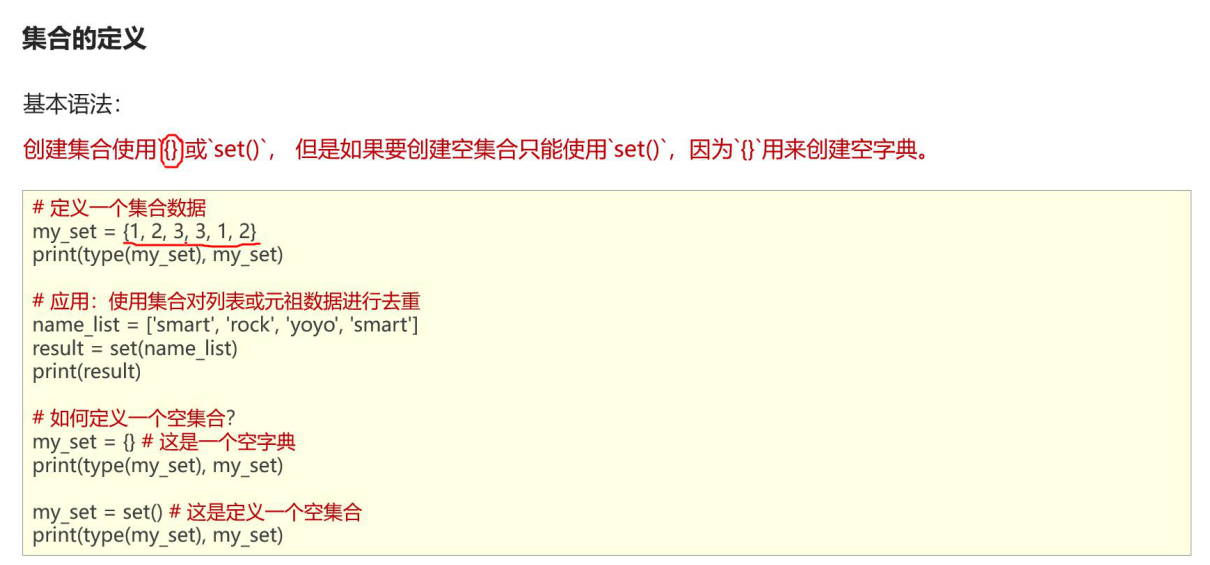 集合的定义
基本语法：
创建集合使用`{}`或`set()`， 但是如果要创建空集合只能使用`set()`，因为`{}`用来创建空字典。
# 定义一个集合数据
my_set = {1, 2, 3, 3, 1, 2}
print(type(my_set), my_set)
# 应用：使用集合对列表或元祖数据进行去重
name_list = ['smart', 'rock', 'yoyo', 'smart']
result = set(name_list)
print(result)
# 如何定义一个空集合?
my_set = {} # 这是一个空字典
print(type(my_set), my_set)
my_set = set() # 这是定义一个空集合
print(type(my_set), my_set)